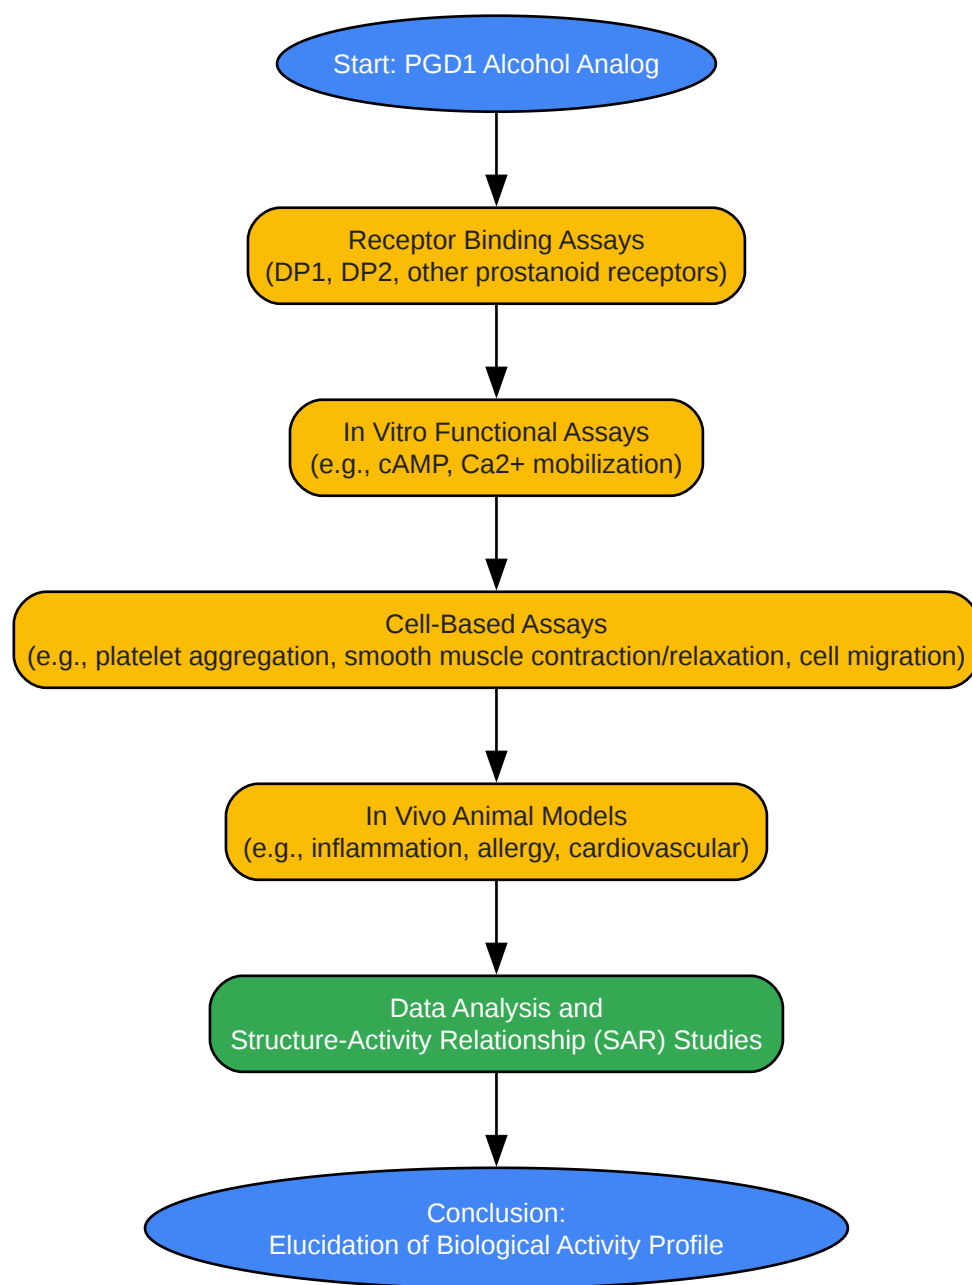 Start: PGD1 Alcohol Analog
Receptor Binding Assays
(DP1, DP2, other prostanoid receptors)
In Vitro Functional Assays
(e.g., cAMP, Ca2+ mobilization)
Cell-Based Assays
(e.g., platelet aggregation, smooth muscle contraction/relaxation, cell migration)
In Vivo Animal Models
(e.g., inflammation, allergy, cardiovascular)
Data Analysis and
Structure-Activity Relationship (SAR) Studies
Conclusion:
Elucidation of Biological Activity Profile